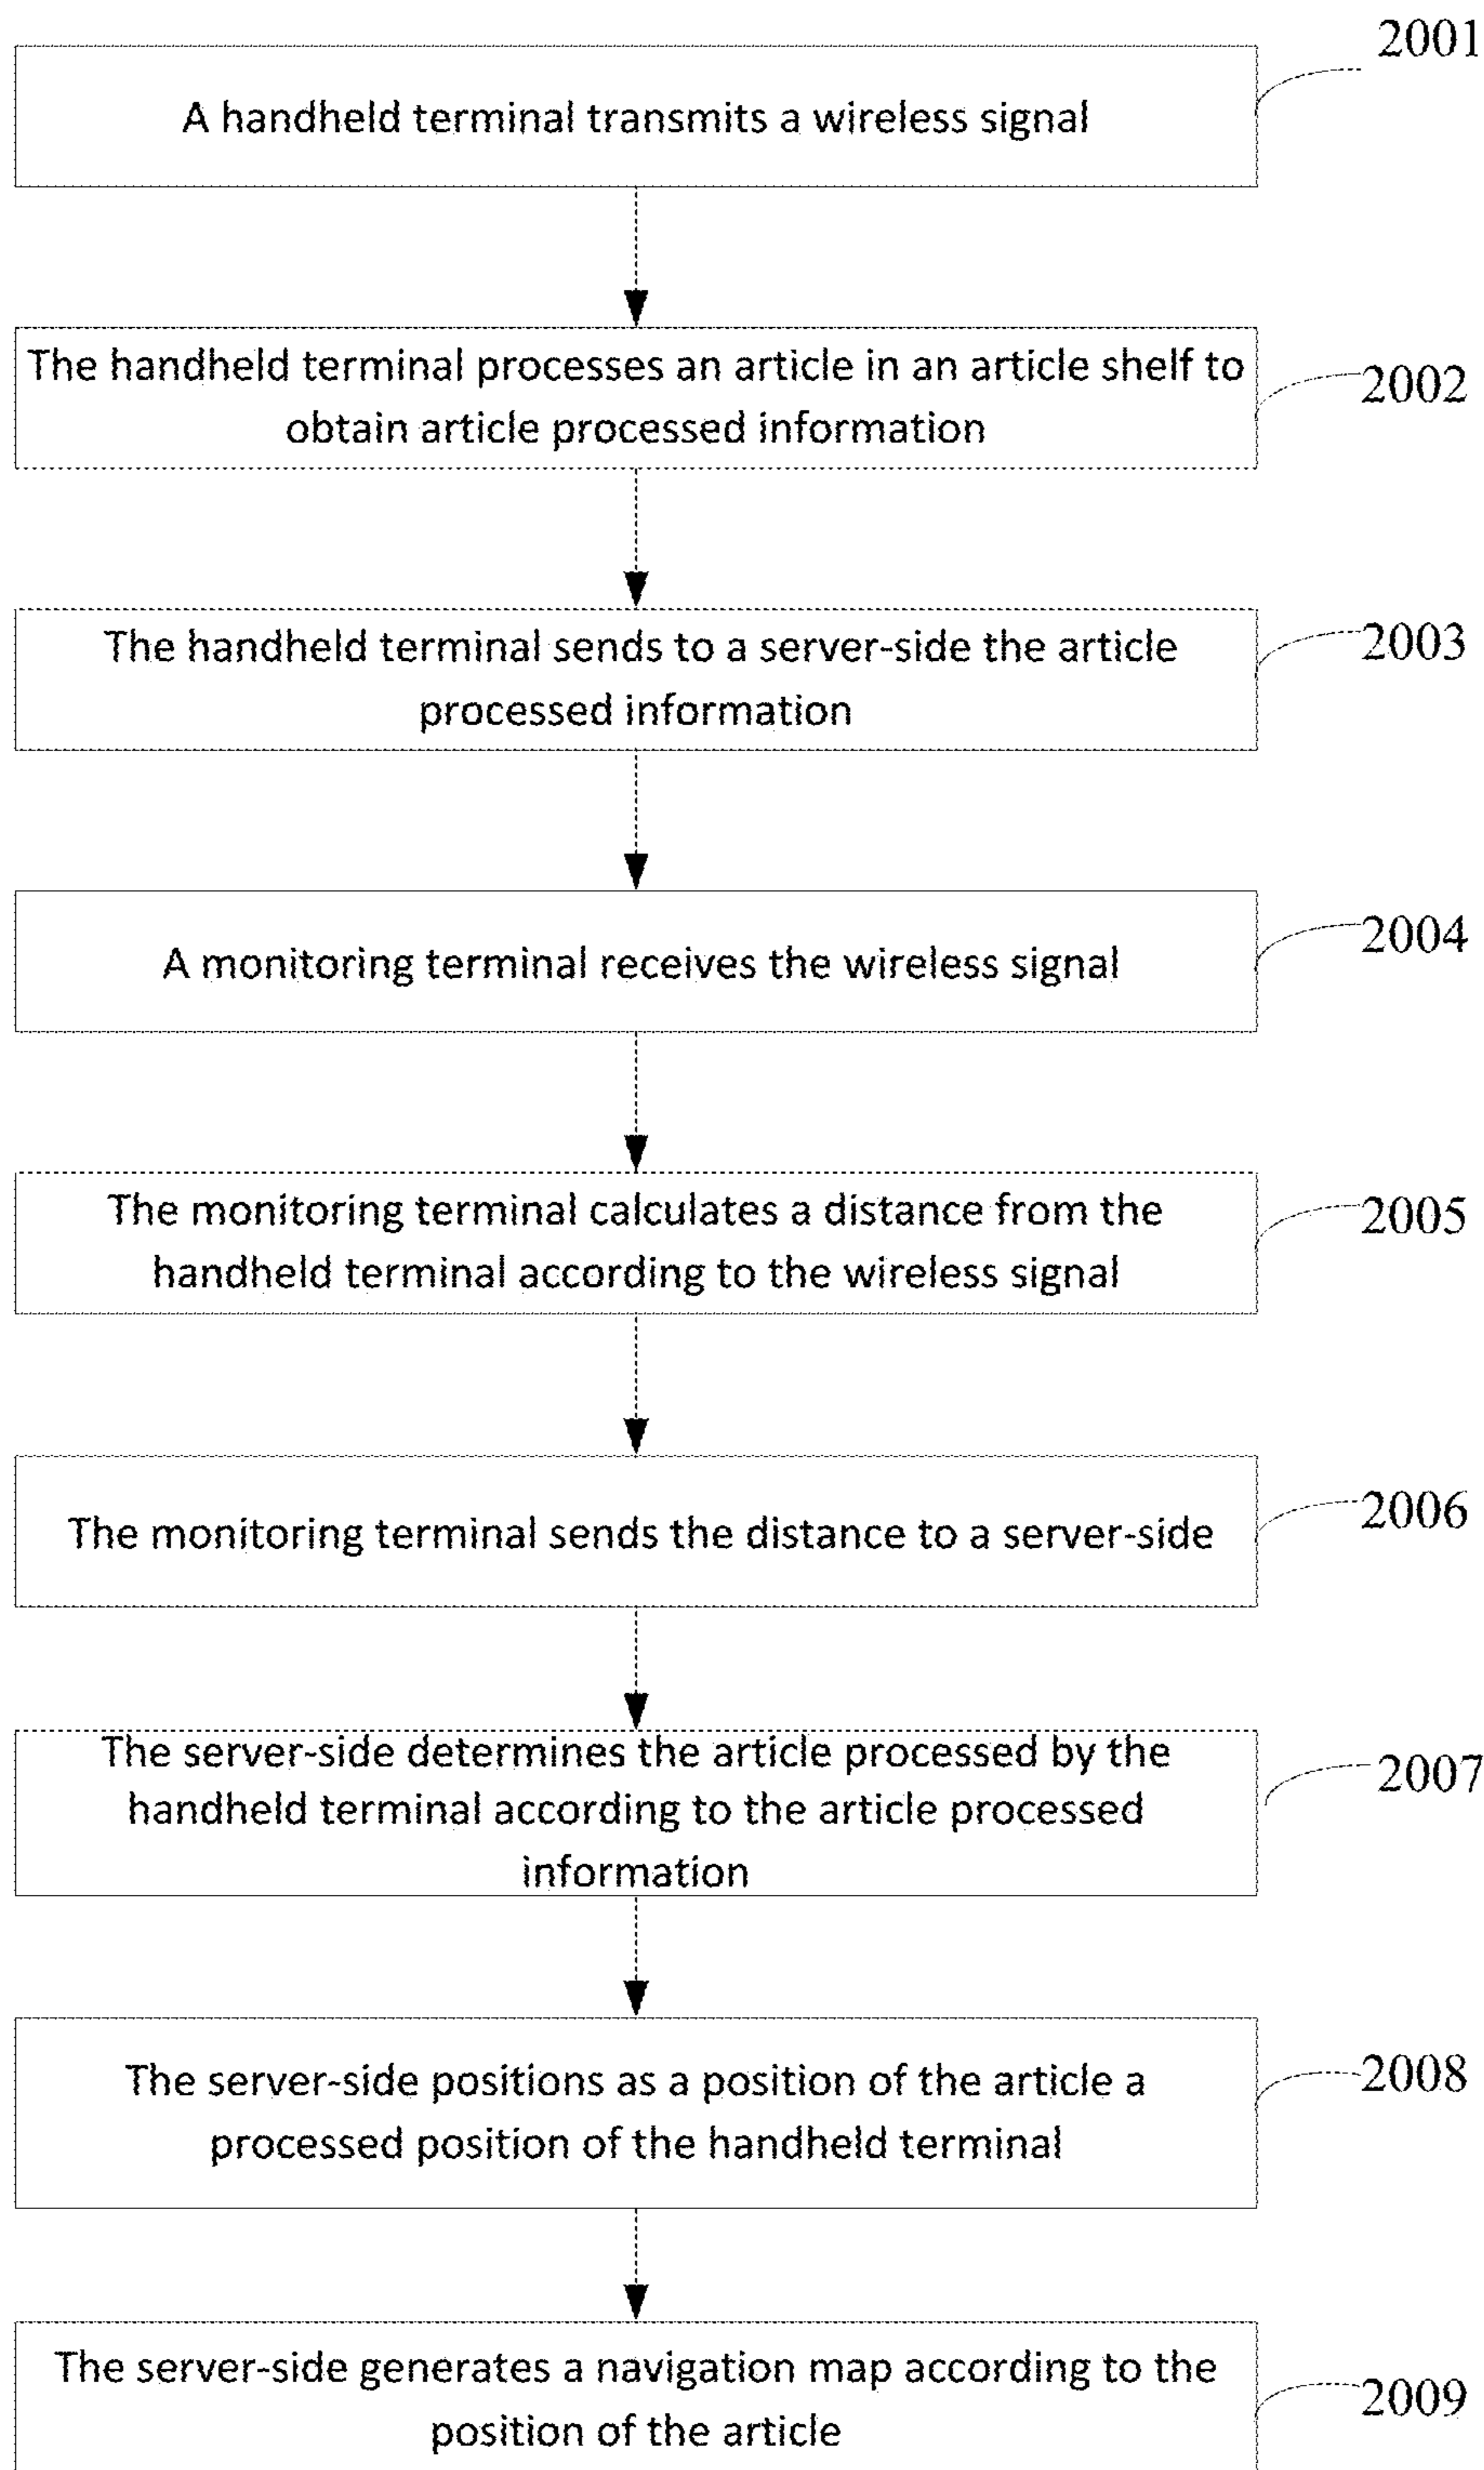 2001
A handheld terminal transmits a wireless signal
The handheld terminal processes an article in an article shelf to
obtain article processed information
2002
The handheld terminal sends to a server-side the article
processed information
2003
A monitoring terminal receives the wireless signal
2004
The monitoring terminal calculates a distance from the
handheld terminal according to the wireless signal
2005
The monitoring terminal sends the distance to a server-side
2006
The server-side determines the article processed by the
handheld terminal according to the article processed
information
2007
The server-side positions as a position of the article a
processed position of the handheld terminal
2008
The server-side generates a navigation map according to the
position of the article
2009